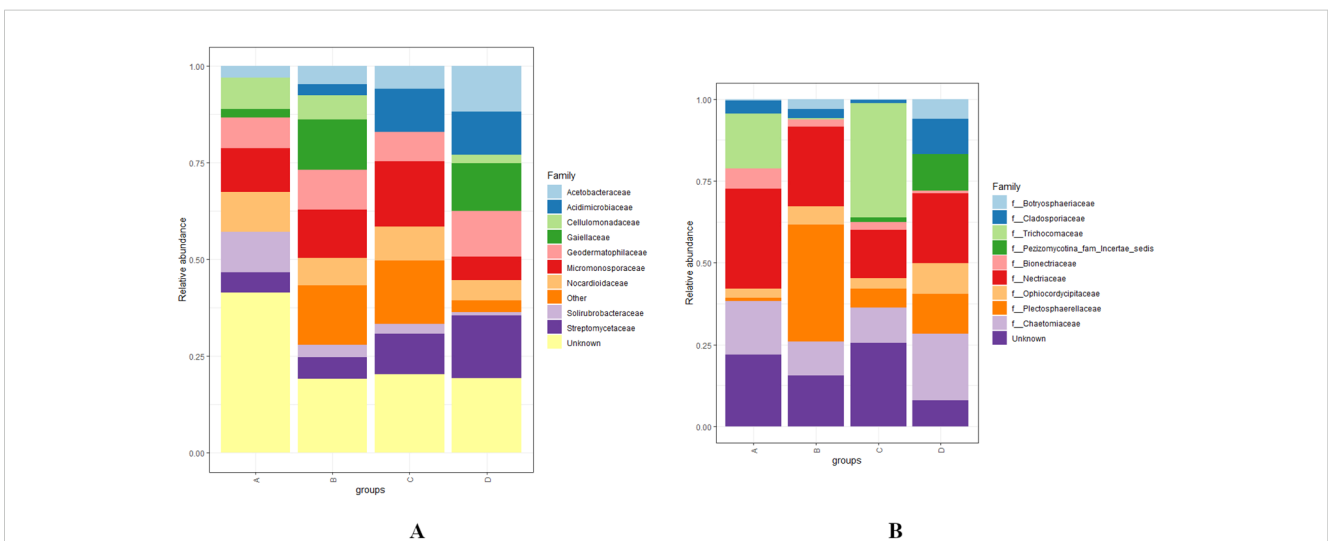 1.00
0.75
0.50
0.25
0.00
Relative abundance
A
B
C
D
groups
Family
Acetobacteraceae
Acidimicrobiaceae
Cellulomonadaceae
Gaiellaceae
Geodermatophilaceae
Micromonosporaceae
Nocardioidaceae
Other
Solirubrobacteraceae
Streptomycetaceae
Unknown
A
1.00
0.75
0.50
0.25
0.00
Relative abundance
A
B
C
D
groups
Family
f__Botryosphaeriaceae
f__Cladosporiaceae
f__Trichocomaceae
f__Pezizomycotina_fam_Incertae_sedis
f__Bionectriaceae
f__Nectriaceae
f__Ophiocordycipitaceae
f__Plectosphaerellaceae
f__Chaetomiaceae
Unknown
B